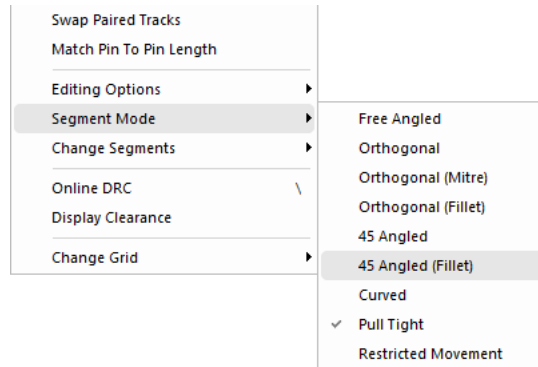 Swap Paired Tracks
Match Pin To Pin Length
Editing Options
Segment Mode
Change Segments
Online DRC \
Display Clearance
Change Grid
Free Angled
Orthogonal
Orthogonal (Mitre)
Orthogonal (Fillet)
45 Angled
45 Angled (Fillet)
Curved
Pull Tight
Restricted Movement